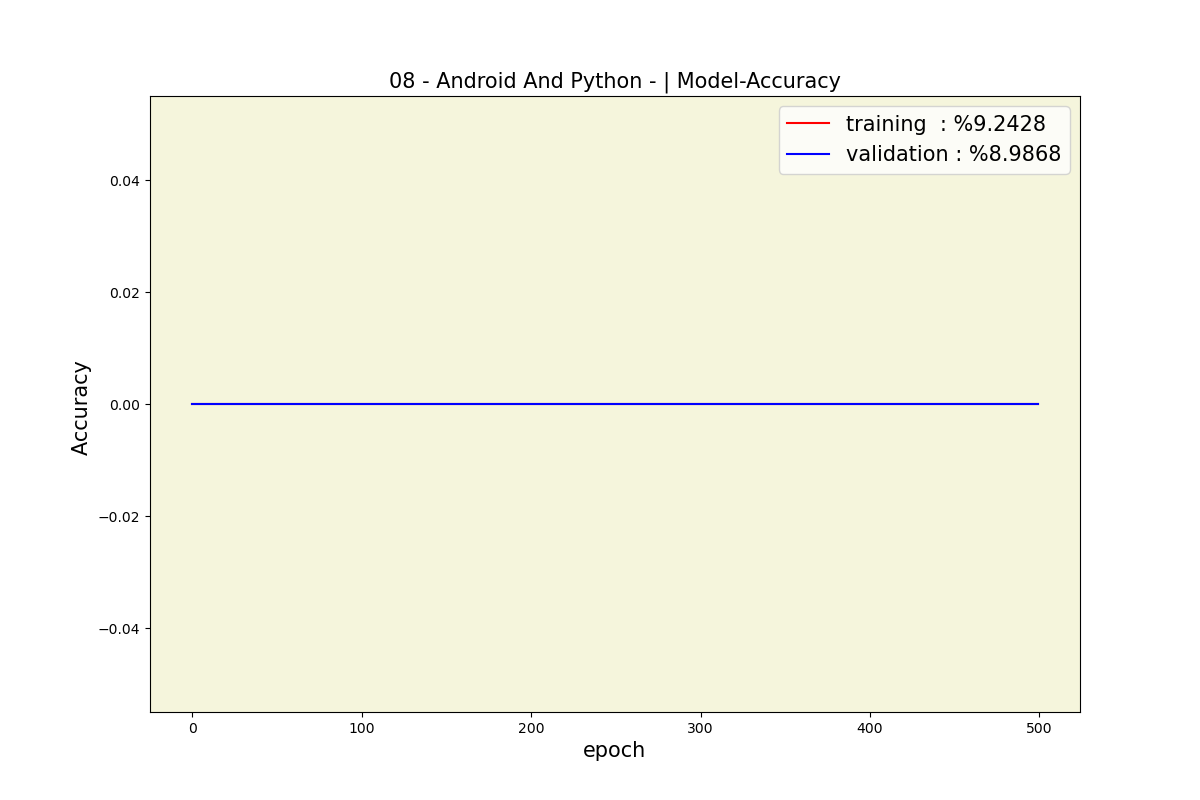 08 - Android And Python - | Model-Accuracy
training  : %9.2428
validation : %8.9868
Accuracy
0.04
0.02
0.00
−0.02
−0.04
0
100
200
300
400
500
epoch